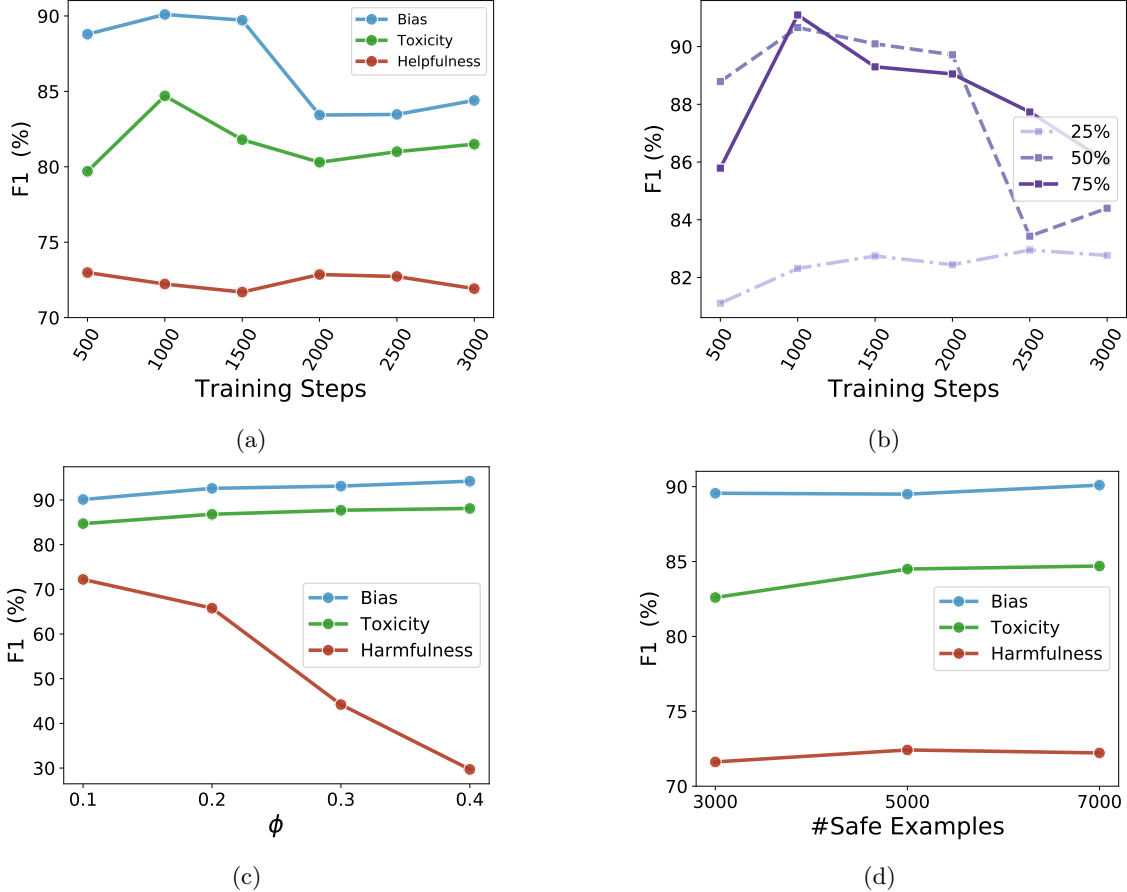 F1 (%)
90
85
80
75
70
Bias
Toxicity
Helpfulness
500
1000
1500
2000
2500
3000
Training Steps
(a)
F1 (%)
90
88
86
84
82
25%
50%
75%
500
1000
1500
2000
2500
3000
Training Steps
(b)
F1 (%)
90
80
70
60
50
40
30
Bias
Toxicity
Harmfulness
0.1
0.2
0.3
0.4
ϕ
(c)
F1 (%)
90
85
80
75
70
Bias
Toxicity
Harmfulness
3000
5000
7000
#Safe Examples
(d)